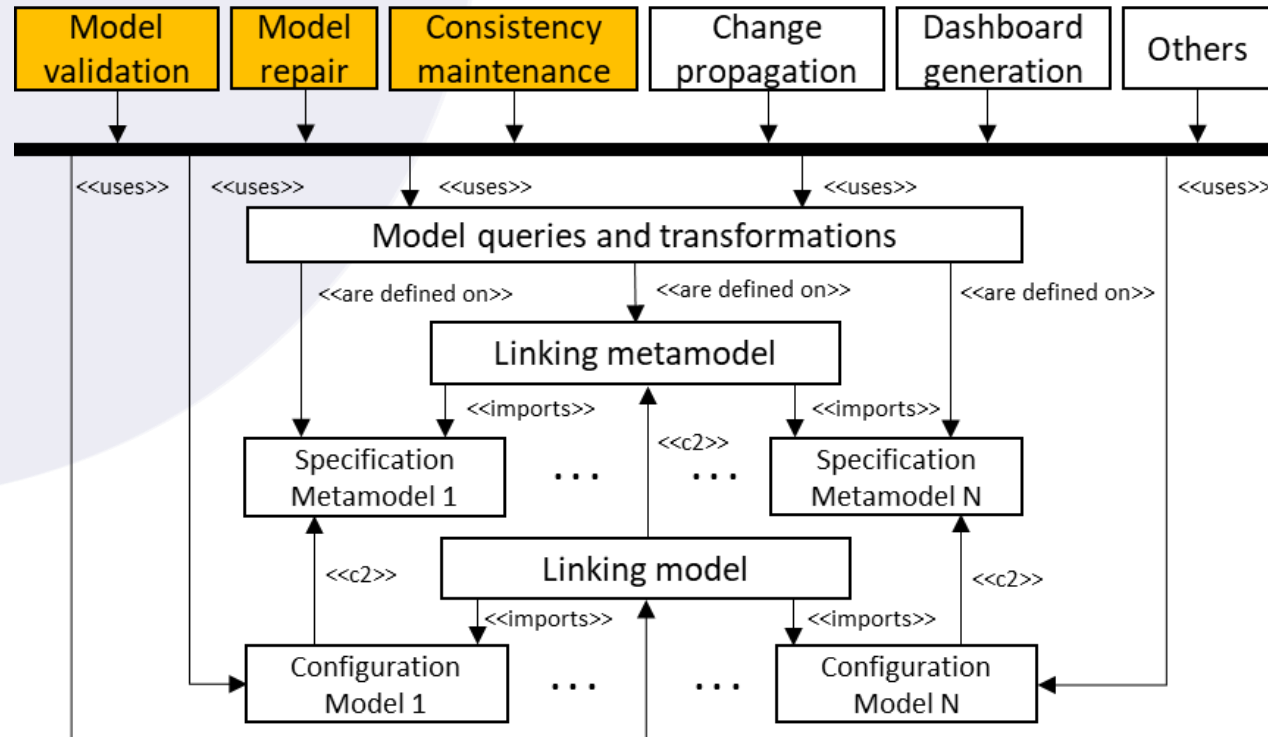 Model
validation
Model
repair
Consistency
maintenance
Change
propagation
Dashboard
generation
Others
<<uses>>
<<uses>>
<<uses>>
<<uses>>
<<uses>>
Model queries and transformations
<<are defined on>>
<<are defined on>>
<<are defined on>>
Linking metamodel
<<imports>>
<<imports>>
<<c2>>
Specification
Metamodel 1
... ...
Specification
Metamodel N
<<c2>>
Linking model
<<c2>>
<<imports>>
<<imports>>
Configuration
Model 1
... ...
Configuration
Model N